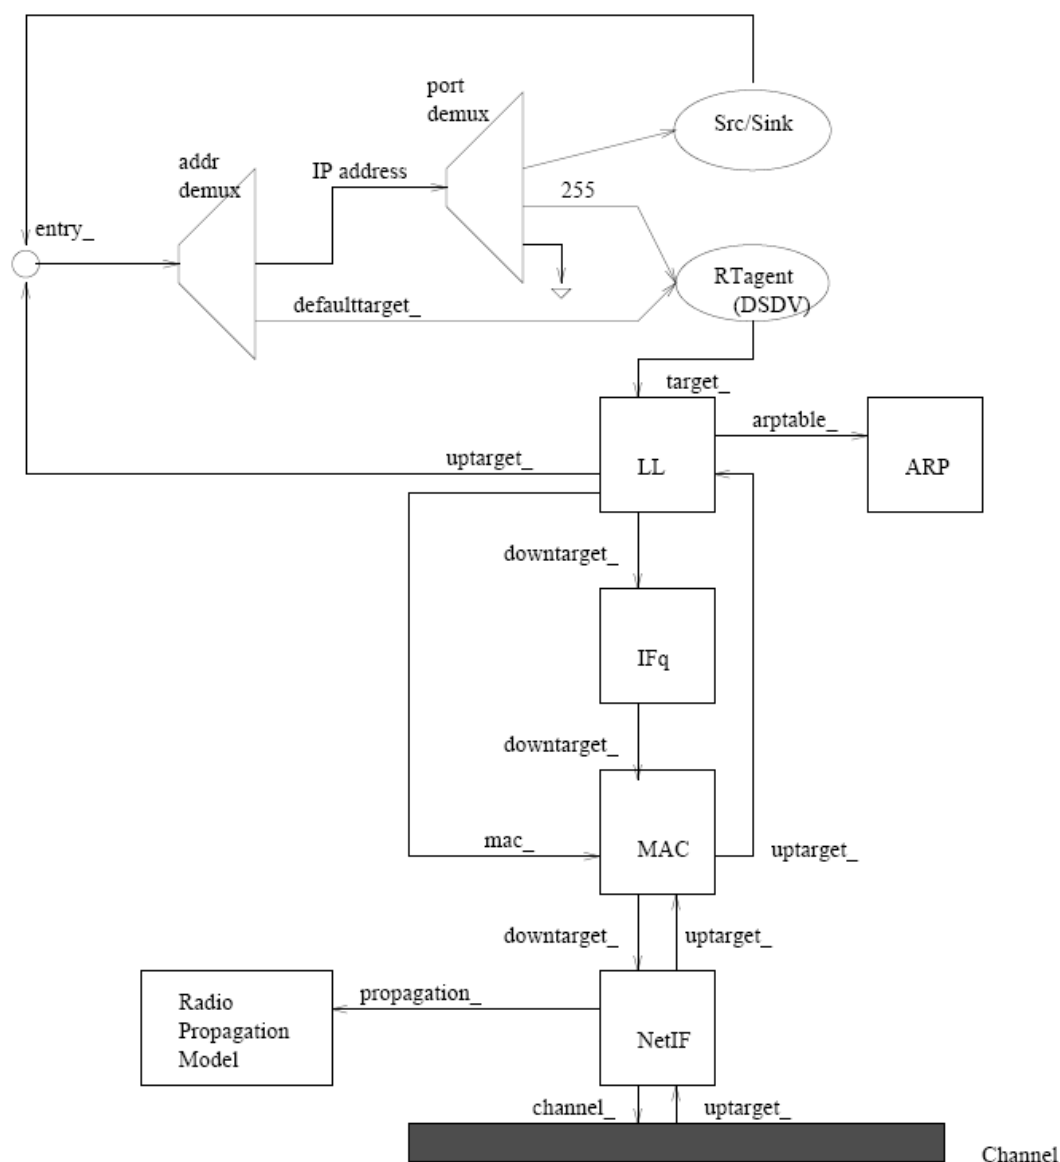 port
demux
Src/Sink
addr
demux
IP address
255
entry_
RTagent
(DSDV)
defaulttarget_
target_
arptable_
uptarget_
LL
ARP
downtarget_
IFq
downtarget_
mac_
MAC
uptarget_
downtarget_
uptarget_
propagation_
Radio
Propagation
Model
NetIF
channel_
uptarget_
Channel